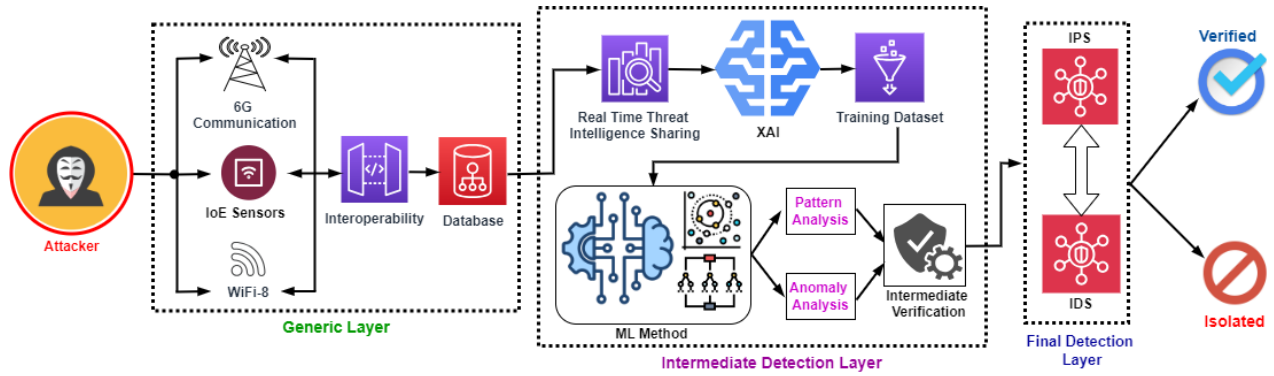 Attacker
6G
Communication
IoE Sensors
WiFi-8
Interoperability
Database
Generic Layer
Real Time Threat
Intelligence Sharing
XAI
Training Dataset
ML Method
Pattern
Analysis
Anomaly
Analysis
Intermediate
Verification
Intermediate Detection Layer
IPS
IDS
Final Detection
Layer
Verified
Isolated